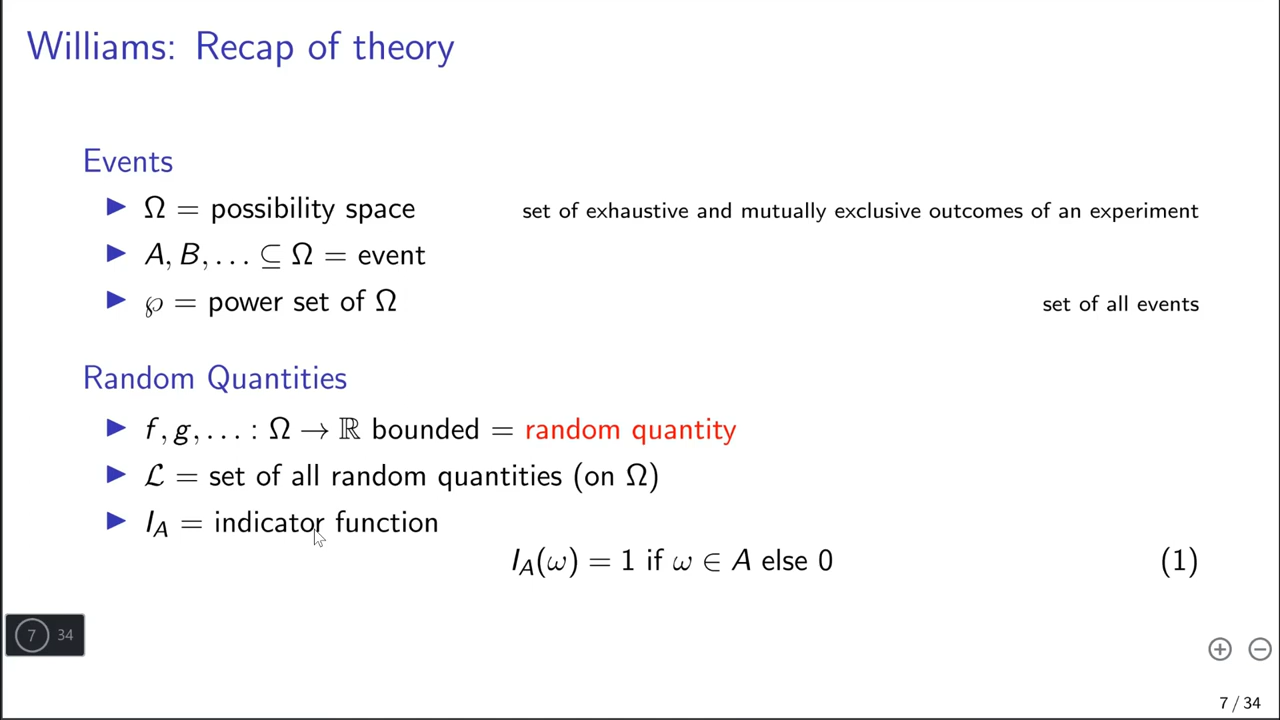 Williams: Recap of theory
Events
▶ Ω = possibility space set of exhaustive and mutually exclusive outcomes of an experiment
▶ A, B, . . . ⊆ Ω = event
▶ ℘ = power set of Ω set of all events
Random Quantities
▶ f, g, . . . : Ω → ℝ bounded = random quantity
▶ ℒ = set of all random quantities (on Ω)
▶ I_A = indicator function
I_A(ω) = 1 if ω ∈ A else 0 (1)
7 34
7 / 34